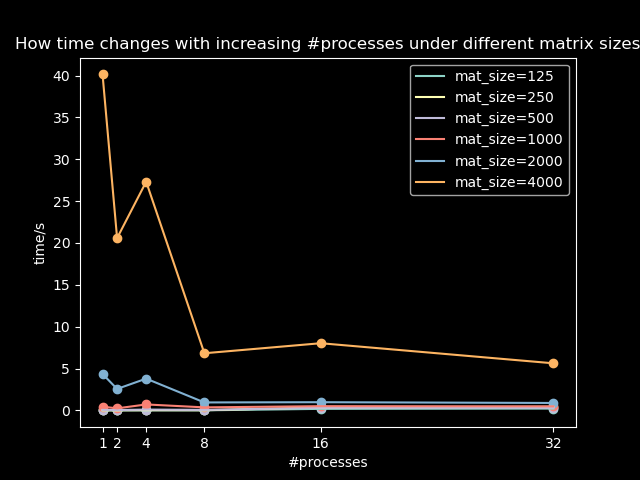 How time changes with increasing #processes under different matrix sizes
40
35
30
25
20
15
10
5
0
time/s
mat_size=125
mat_size=250
mat_size=500
mat_size=1000
mat_size=2000
mat_size=4000
1 2 4 8 16 32
#processes